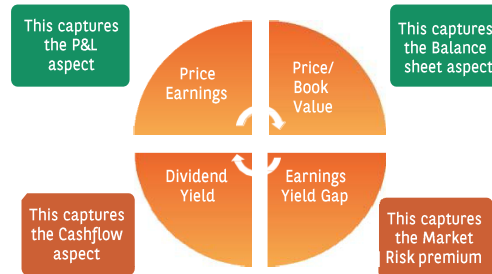 This captures
the P&L
aspect
Price
Earnings
Price/
Book
Value
This captures
the Balance
sheet aspect
Dividend
Yield
Earnings
Yield Gap
This captures
the Cashflow
aspect
This captures
the Market
Risk premium